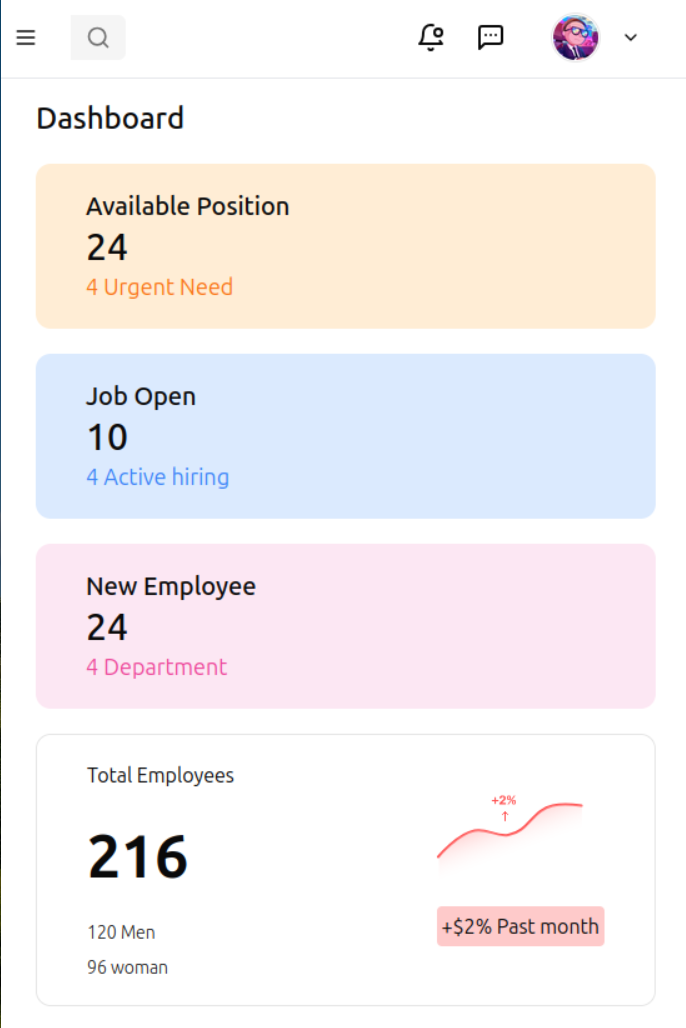 Dashboard
Available Position
24
4 Urgent Need
Job Open
10
4 Active hiring
New Employee
24
4 Department
Total Employees
216
120 Men
96 woman
+2%
↑
+$2% Past month